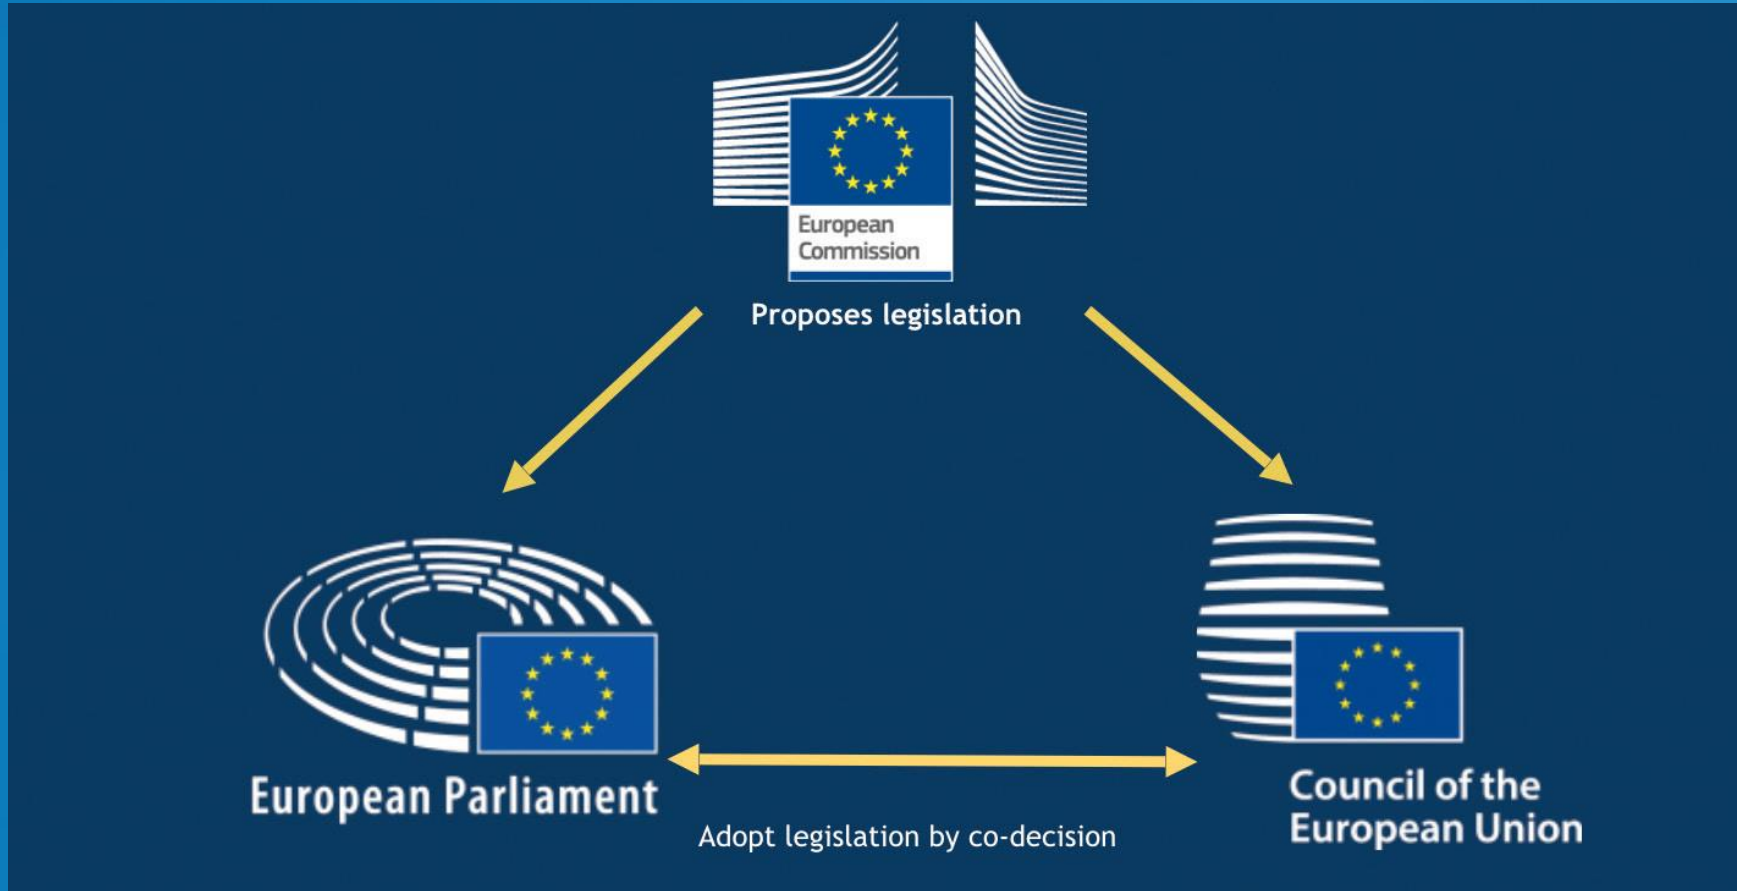 European
Commission
Proposes legislation
European Parliament
Council of the
European Union
Adopt legislation by co-decision